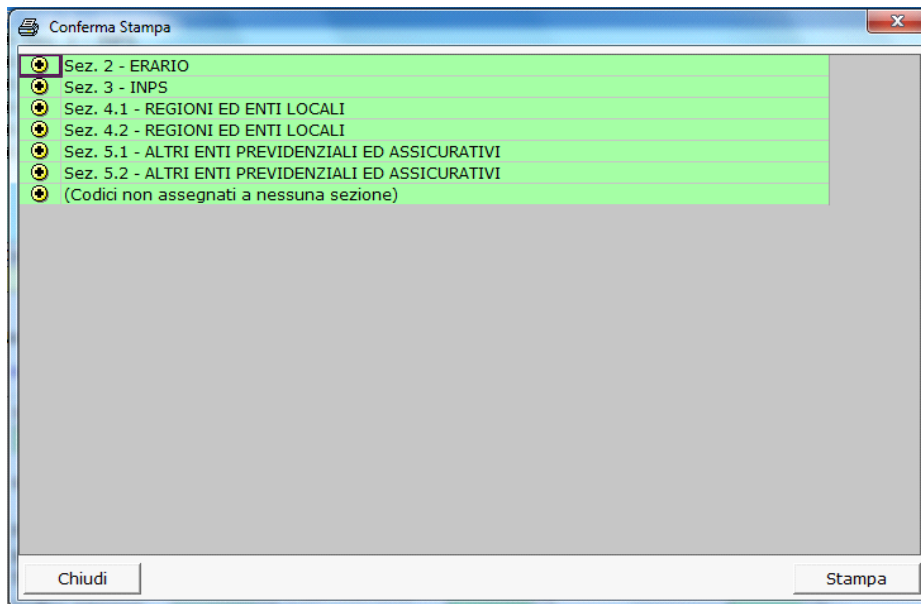 Conferma Stampa
x
Sez. 2 - ERARIO
Sez. 3 - INPS
Sez. 4.1 - REGIONI ED ENTI LOCALI
Sez. 4.2 - REGIONI ED ENTI LOCALI
Sez. 5.1 - ALTRI ENTI PREVIDENZIALI ED ASSICURATIVI
Sez. 5.2 - ALTRI ENTI PREVIDENZIALI ED ASSICURATIVI
(Codici non assegnati a nessuna sezione)
Chiudi Stampa